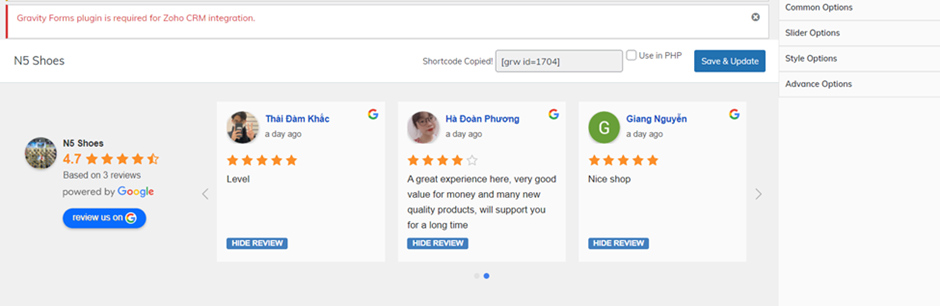 Gravity Forms plugin is required for Zoho CRM integration.
Common Options
Slider Options
Style Options
Advance Options
N5 Shoes
Shortcode Copied!
[grw id=1704]
Use in PHP
Save & Update
N5 Shoes
4.7
Based on 3 reviews
powered by Google
review us on G
Thái Đàm Khắc
a day ago
Level
HIDE REVIEW
Hà Đoàn Phương
a day ago
A great experience here, very good
value for money and many new
quality products, will support you
for a long time
HIDE REVIEW
G
Giang Nguyễn
a day ago
Nice shop
HIDE REVIEW